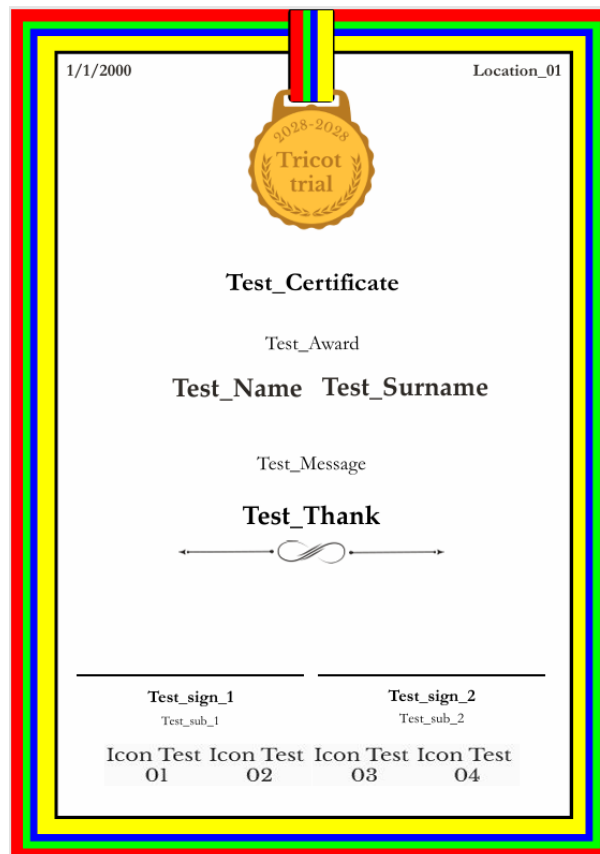 1/1/2000 Location_01
2028-2028
Tricot
trial
Test_Certificate
Test_Award
Test_Name Test_Surname
Test_Message
Test_Thank
Test_sign_1 Test_sign_2
Test_sub_1 Test_sub_2
Icon Test Icon Test Icon Test Icon Test
01 02 03 04